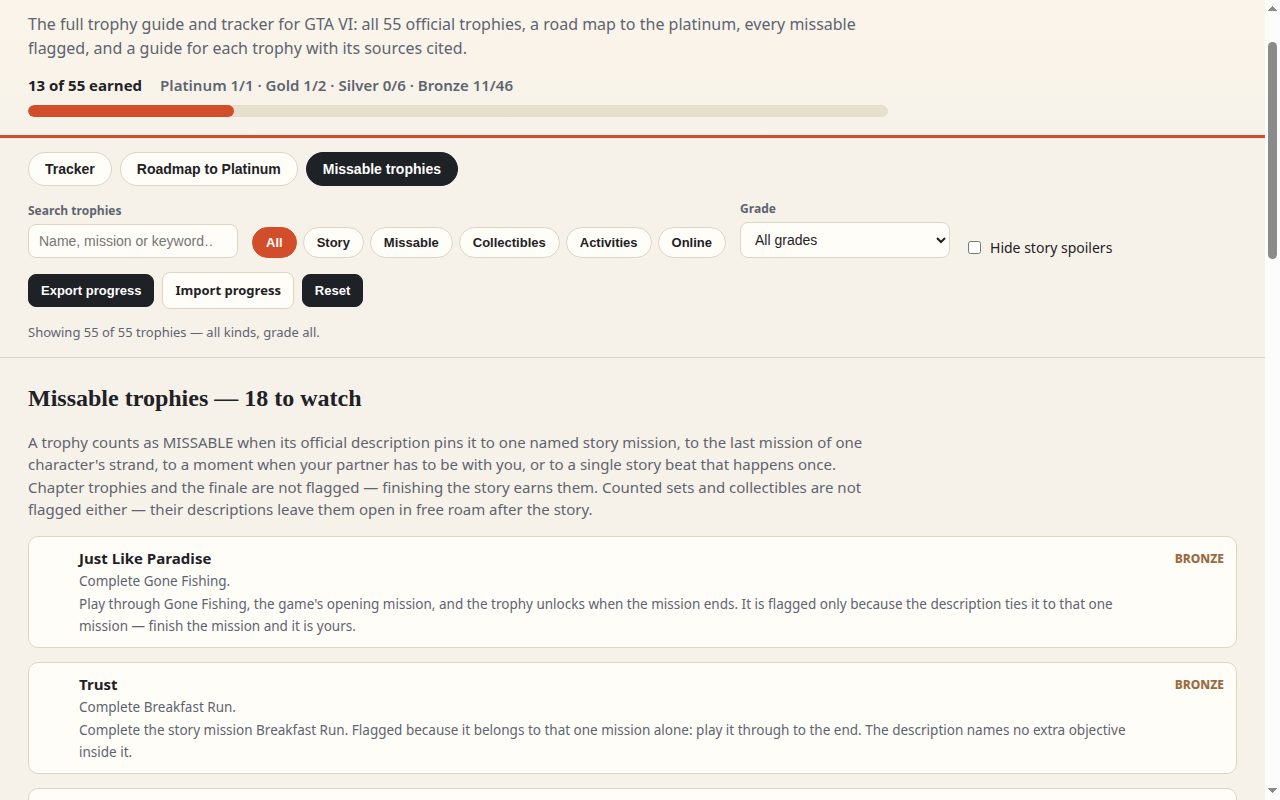 The full trophy guide and tracker for GTA VI: all 55 official trophies, a road map to the platinum, every missable
flagged, and a guide for each trophy with its sources cited.
13 of 55 earned Platinum 1/1 · Gold 1/2 · Silver 0/6 · Bronze 11/46
Tracker Roadmap to Platinum Missable trophies
Search trophies Grade
Name, mission or keyword.. All Story Missable Collectibles Activities Online All grades Hide story spoilers
Export progress Import progress Reset
Showing 55 of 55 trophies — all kinds, grade all.
Missable trophies — 18 to watch
A trophy counts as MISSABLE when its official description pins it to one named story mission, to the last mission of one
character's strand, to a moment when your partner has to be with you, or to a single story beat that happens once.
Chapter trophies and the finale are not flagged — finishing the story earns them. Counted sets and collectibles are not
flagged either — their descriptions leave them open in free roam after the story.
Just Like Paradise BRONZE
Complete Gone Fishing.
Play through Gone Fishing, the game's opening mission, and the trophy unlocks when the mission ends. It is flagged only because the description ties it to that one
mission — finish the mission and it is yours.
Trust BRONZE
Complete Breakfast Run.
Complete the story mission Breakfast Run. Flagged because it belongs to that one mission alone: play it through to the end. The description names no extra objective
inside it.